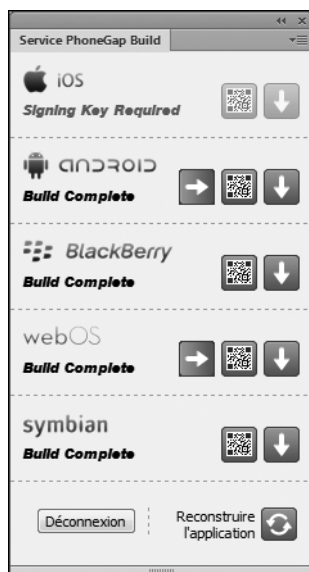 Service PhoneGap Build
iOS
Signing Key Required
android
Build Complete
BlackBerry
Build Complete
webOS
Build Complete
symbian
Build Complete
Déconnexion
Reconstruire
l'application